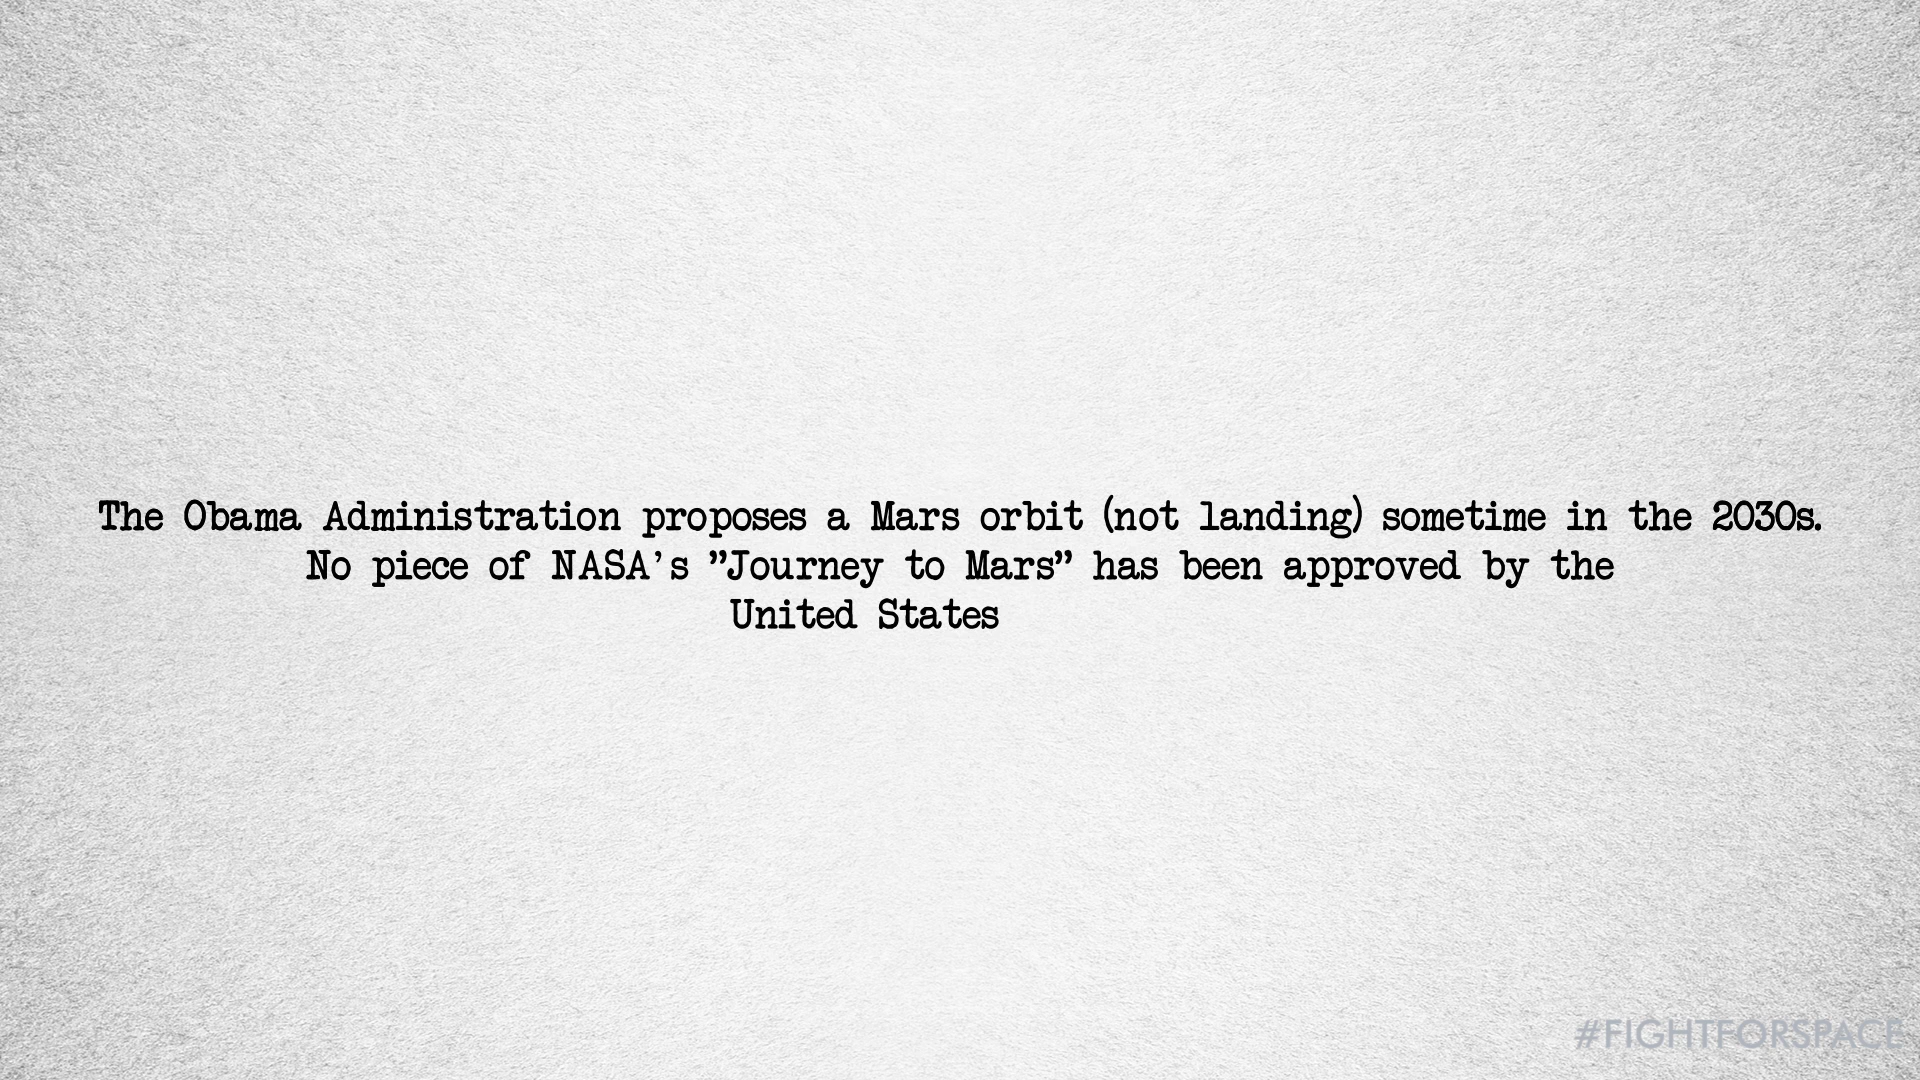 The Obama Administration proposes a Mars orbit (not landing) sometime in the 2030s.
No piece of NASA's ”Journey to Mars” has been approved by the
United States
#FIGHTFORSPACE